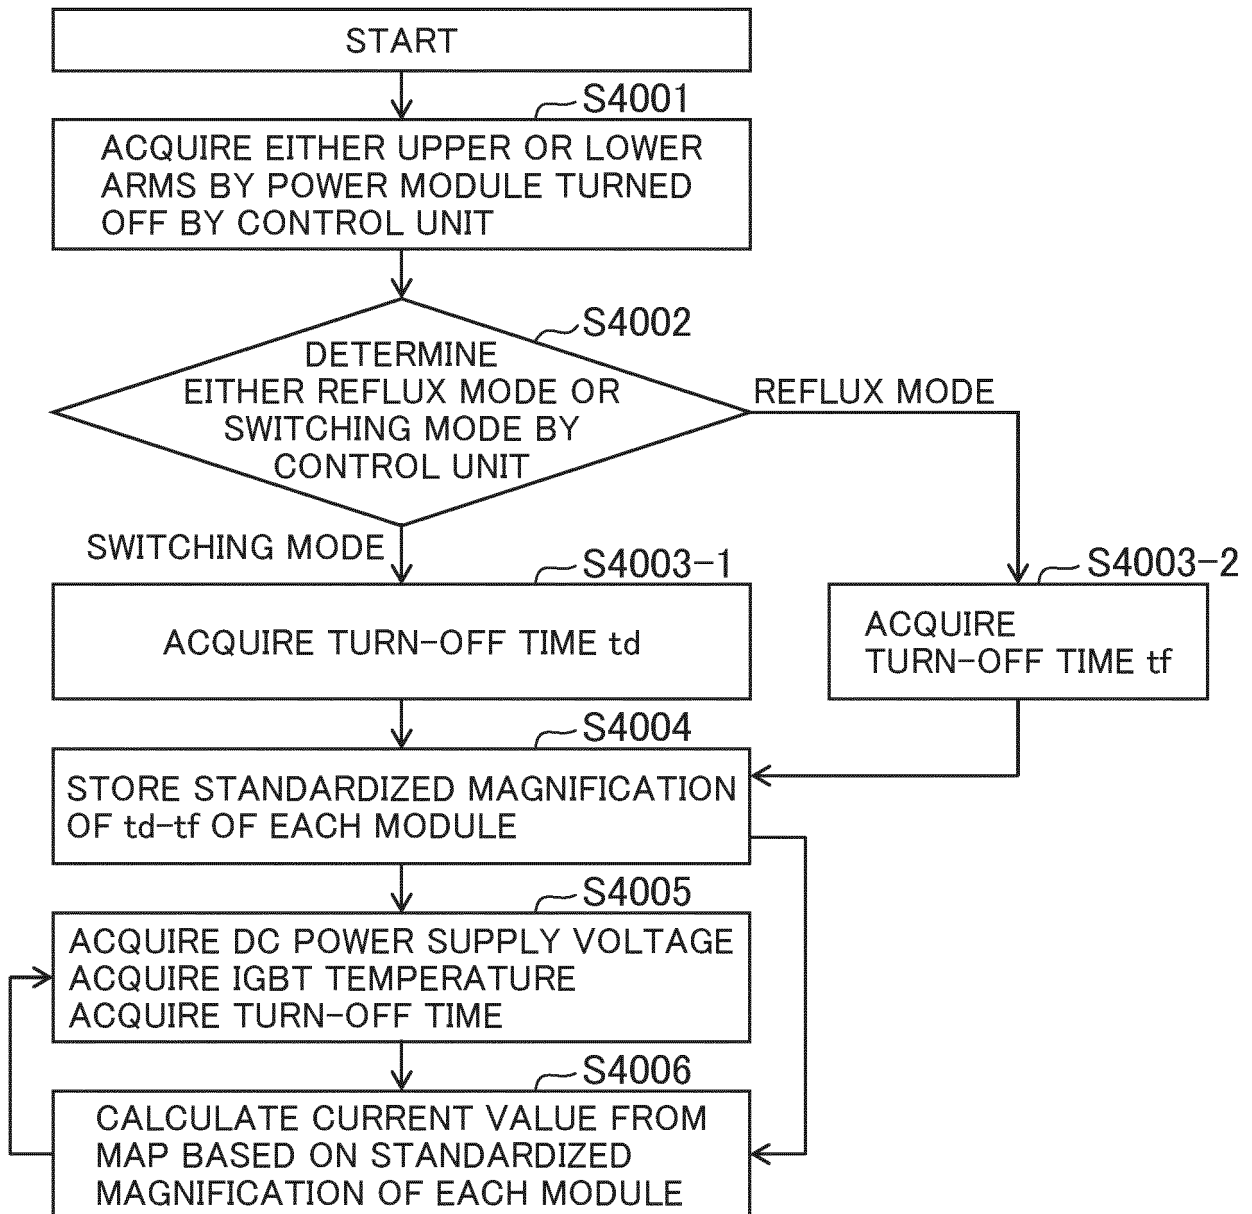 START
S4001
ACQUIRE EITHER UPPER OR LOWER
ARMS BY POWER MODULE TURNED
OFF BY CONTROL UNIT
S4002
DETERMINE
EITHER REFLUX MODE OR
SWITCHING MODE BY
CONTROL UNIT
REFLUX MODE
SWITCHING MODE
S4003-1
ACQUIRE TURN-OFF TIME td
S4003-2
ACQUIRE
TURN-OFF TIME tf
S4004
STORE STANDARDIZED MAGNIFICATION
OF td-tf OF EACH MODULE
S4005
ACQUIRE DC POWER SUPPLY VOLTAGE
ACQUIRE IGBT TEMPERATURE
ACQUIRE TURN-OFF TIME
S4006
CALCULATE CURRENT VALUE FROM
MAP BASED ON STANDARDIZED
MAGNIFICATION OF EACH MODULE